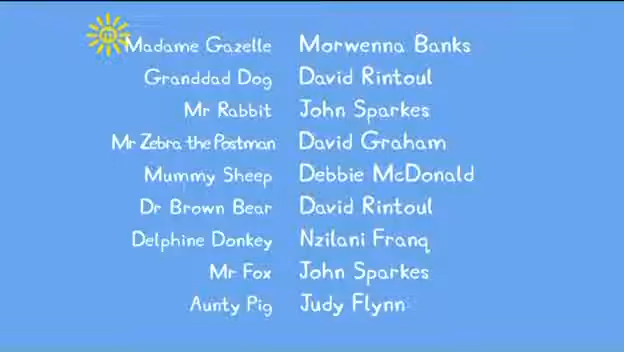 Madame Gazelle Morwenna Banks
Granddad Dog David Rintoul
Mr Rabbit John Sparkes
Mr Zebra the Postman David Graham
Mummy Sheep Debbie McDonald
Dr Brown Bear David Rintoul
Delphine Donkey Nzilani Franq
Mr Fox John Sparkes
Aunty Pig Judy Flynn